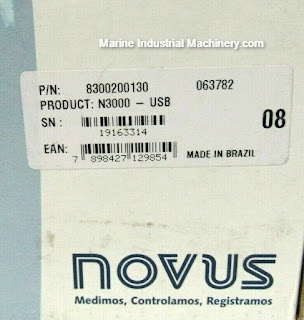 Marine Industrial Machinery.com
P/N: 8300200130 063782
PRODUCT: N3000 – USB
SN :
19163314
08
EAN:
7 898427 129854
MADE IN BRAZIL
novus
Medimos, Controlamos, Registramos